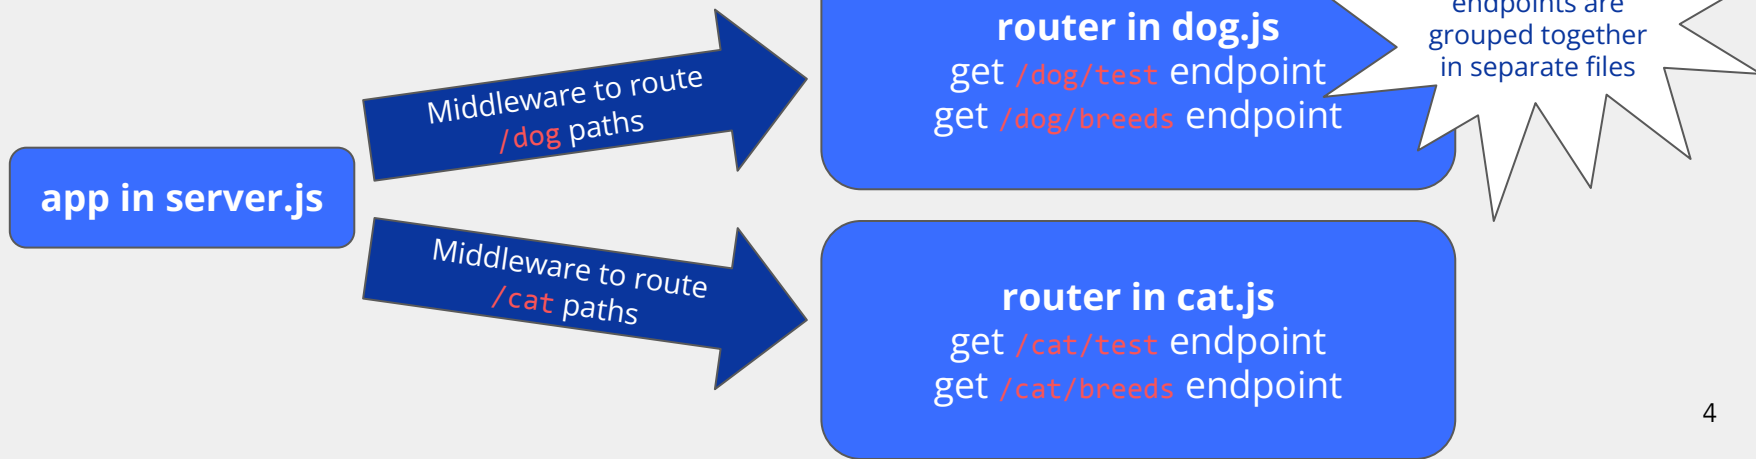 app in server.js
Middleware to route
/dog paths
Middleware to route
/cat paths
router in dog.js
get /dog/test endpoint
get /dog/breeds endpoint
endpoints are
grouped together
in separate files
router in cat.js
get /cat/test endpoint
get /cat/breeds endpoint
4